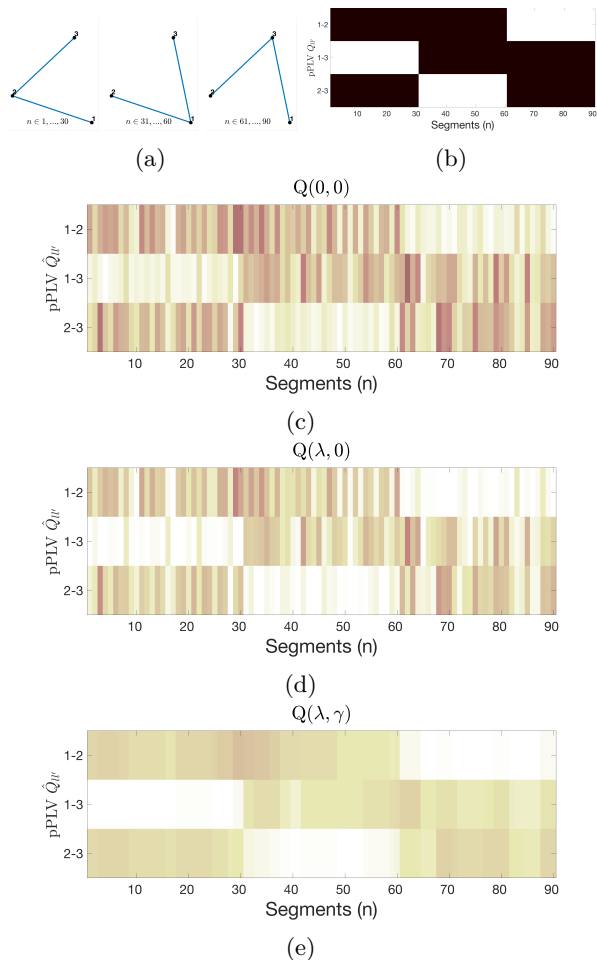 3
2
1
n ∈ 1, ..., 30
3
2
1
n ∈ 31, ..., 60
3
2
1
n ∈ 61, ..., 90
(a)
pPLV Q_{ll'}
1-2
1-3
2-3
10 20 30 40 50 60 70 80 90
Segments (n)
(b)
Q(0, 0)
pPLV Q̂_{ll'}
1-2
1-3
2-3
10 20 30 40 50 60 70 80 90
Segments (n)
(c)
Q(λ, 0)
pPLV Q̂_{ll'}
1-2
1-3
2-3
10 20 30 40 50 60 70 80 90
Segments (n)
(d)
Q(λ, γ)
pPLV Q̂_{ll'}
1-2
1-3
2-3
10 20 30 40 50 60 70 80 90
Segments (n)
(e)